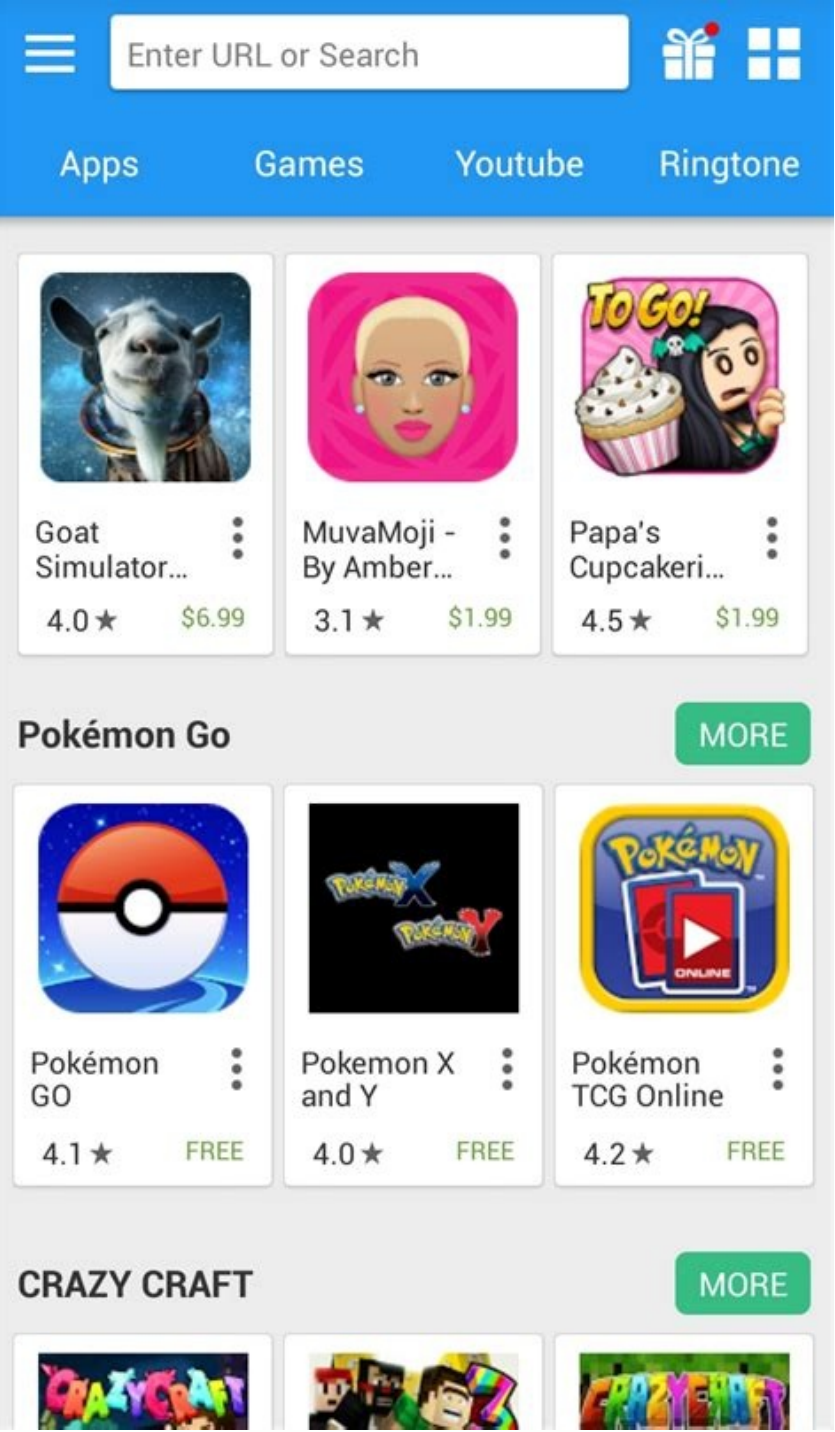 Enter URL or Search
Apps Games Youtube Ringtone
TO GO!
Goat
Simulator...
4.0★ $6.99
MuvaMoji -
By Amber...
3.1★ $1.99
Papa's
Cupcakeri...
4.5★ $1.99
Pokémon Go MORE
POKéMON X
POKéMON Y
POKéMON
ONLINE
Pokémon
GO
4.1★ FREE
Pokemon X
and Y
4.0★ FREE
Pokémon
TCG Online
4.2★ FREE
CRAZY CRAFT MORE
CRAZYCRAFT
3
CRAZYCRAFT